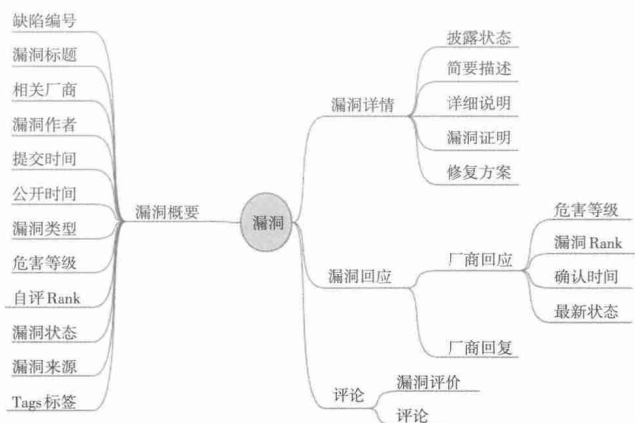 缺陷编号
漏洞标题
相关厂商
漏洞作者
提交时间
公开时间
漏洞类型
危害等级
自评Rank
漏洞状态
漏洞来源
Tags标签
漏洞概要
漏洞
漏洞详情
披露状态
简要描述
详细说明
漏洞证明
修复方案
漏洞回应
厂商回应
危害等级
漏洞Rank
确认时间
最新状态
厂商回复
评论
漏洞评价
评论